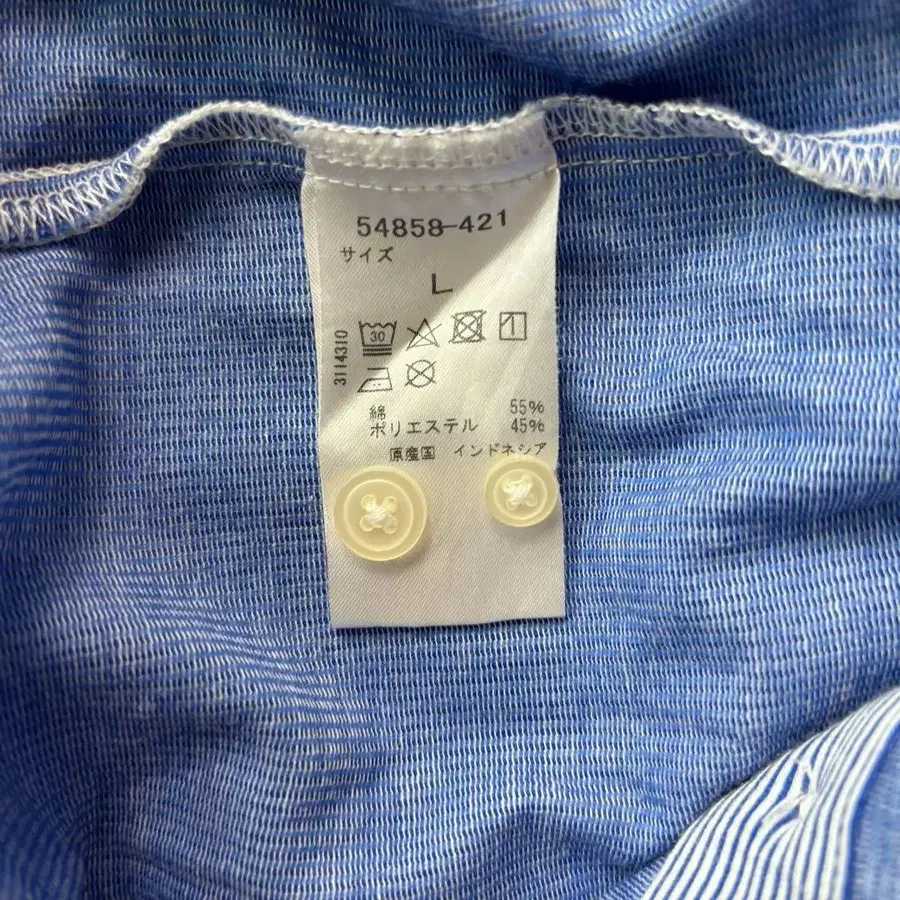 54858-421
サイズ
L
30
3114310
綿 55%
ポリエステル 45%
原産国 インドネシア